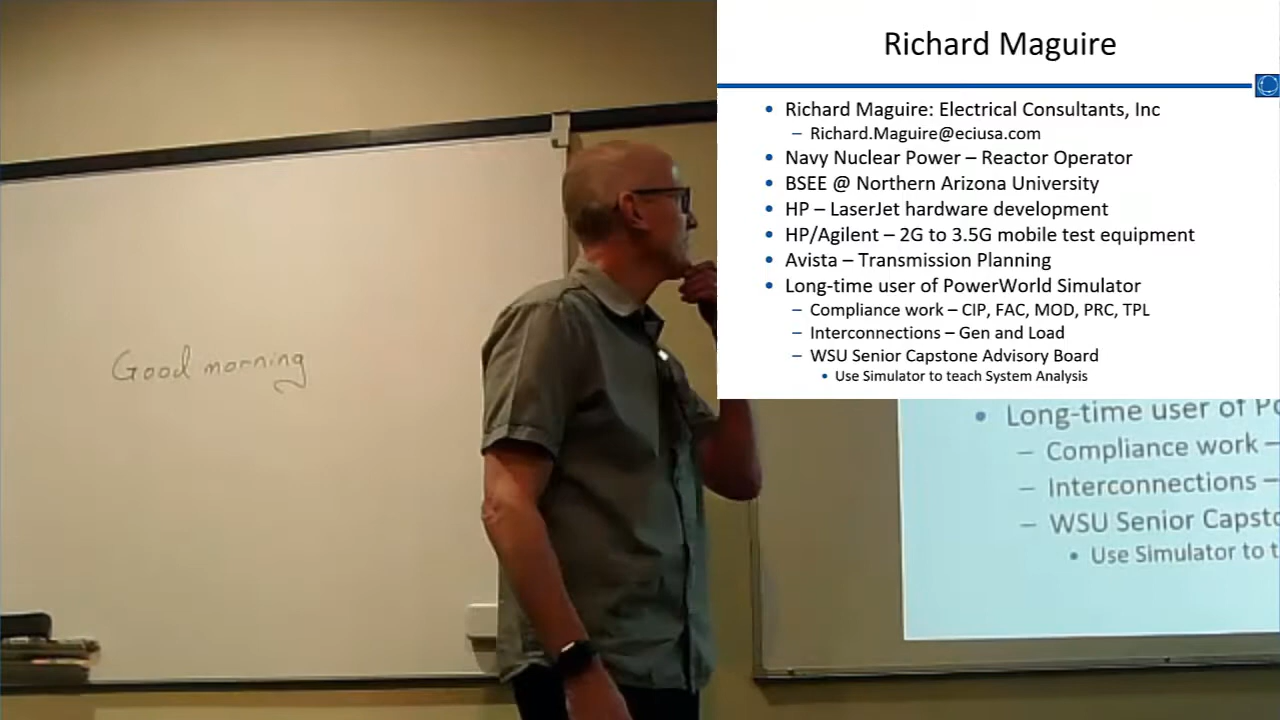 Good morning
Richard Maguire
• Richard Maguire: Electrical Consultants, Inc
– Richard.Maguire@eciusa.com
• Navy Nuclear Power – Reactor Operator
• BSEE @ Northern Arizona University
• HP – LaserJet hardware development
• HP/Agilent – 2G to 3.5G mobile test equipment
• Avista – Transmission Planning
• Long-time user of PowerWorld Simulator
– Compliance work – CIP, FAC, MOD, PRC, TPL
– Interconnections – Gen and Load
– WSU Senior Capstone Advisory Board
• Use Simulator to teach System Analysis
• Long-time user of Po
– Compliance work –
– Interconnections –
– WSU Senior Capsto
• Use Simulator to t